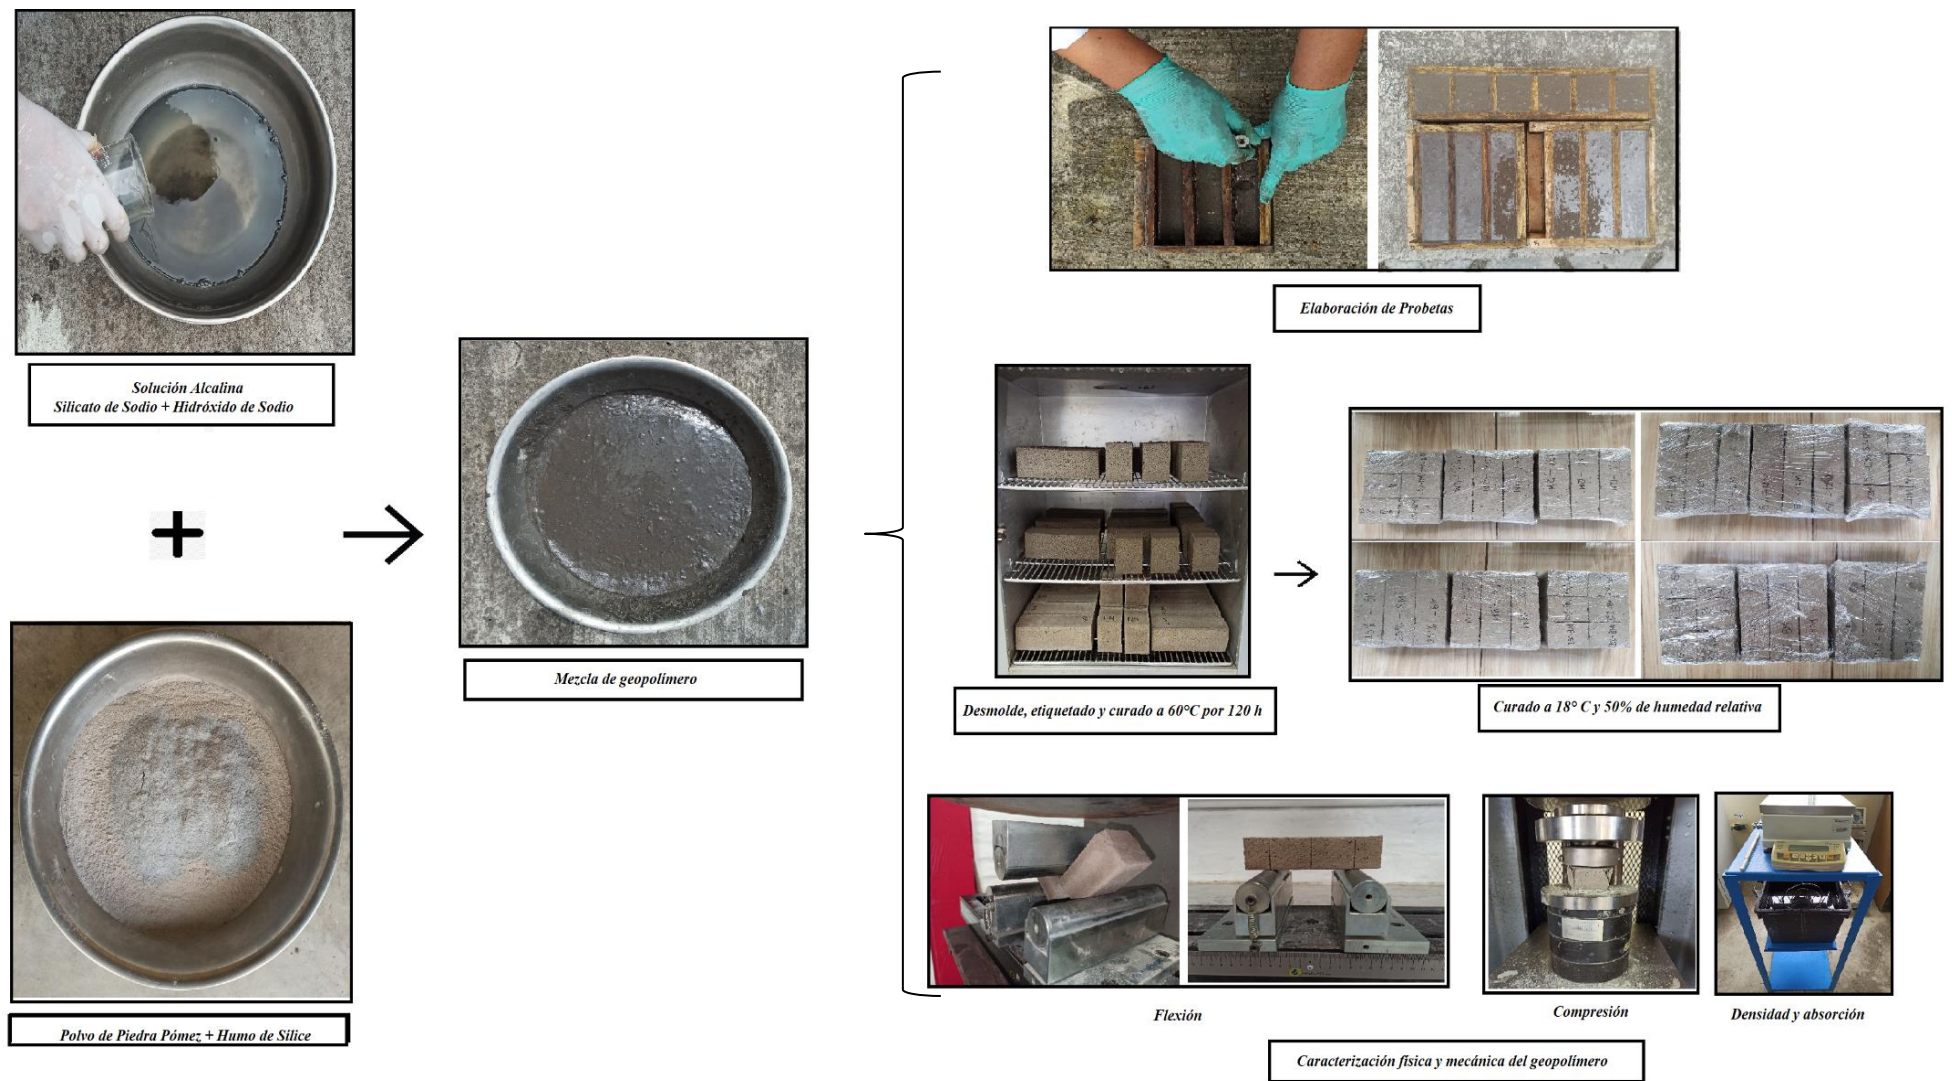 Solución Alcalina
Silicato de Sodio + Hidróxido de Sodio
Polvo de Piedra Pómez + Humo de Sílice
Mezcla de geopolímero
Elaboración de Probetas
Desmolde, etiquetado y curado a 60°C por 120 h
Curado a 18° C y 50% de humedad relativa
Flexión
Compresión
Densidad y absorción
Caracterización física y mecánica del geopolímero